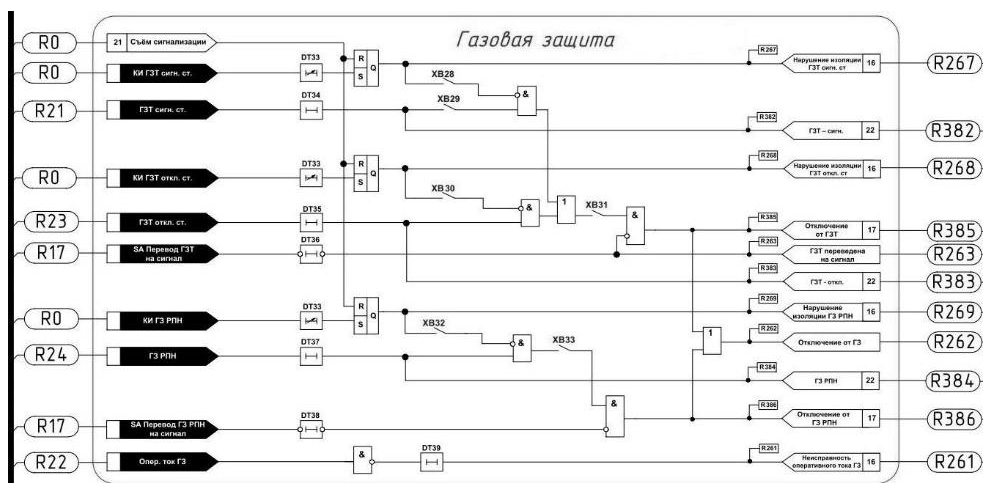 Газовая защита
R0 21 Съём сигнализации
R267
R0 КИ ГЗТ сигн. ст. DT33 R S Q Нарушение изоляции ГЗТ сигн. ст 16 R267
XB28
&
R21 ГЗТ сигн. ст. DT34 XB29
R382
ГЗТ – сигн. 22 R382
R268
R0 КИ ГЗТ откл. ст. DT33 R S Q Нарушение изоляции ГЗТ откл. ст 16 R268
XB30
& 1 XB31 &
R23 ГЗТ откл. ст. DT35
R385
Отключение от ГЗТ 17 R385
R17 SA Перевод ГЗТ на сигнал DT36
R263
ГЗТ переведена на сигнал R263
R383
ГЗТ - откл. 22 R383
R269
R0 КИ ГЗ РПН DT33 R S Q Нарушение изоляции ГЗ РПН 16 R269
XB32
& XB33 1
R262
Отключение от ГЗ R262
R24 ГЗ РПН DT37
R384
ГЗ РПН 22 R384
&
R386
Отключение от ГЗ РПН 17 R386
R17 SA Перевод ГЗ РПН на сигнал DT38
R261
R22 Опер. ток ГЗ & DT39 Неисправность оперативного тока ГЗ 16 R261